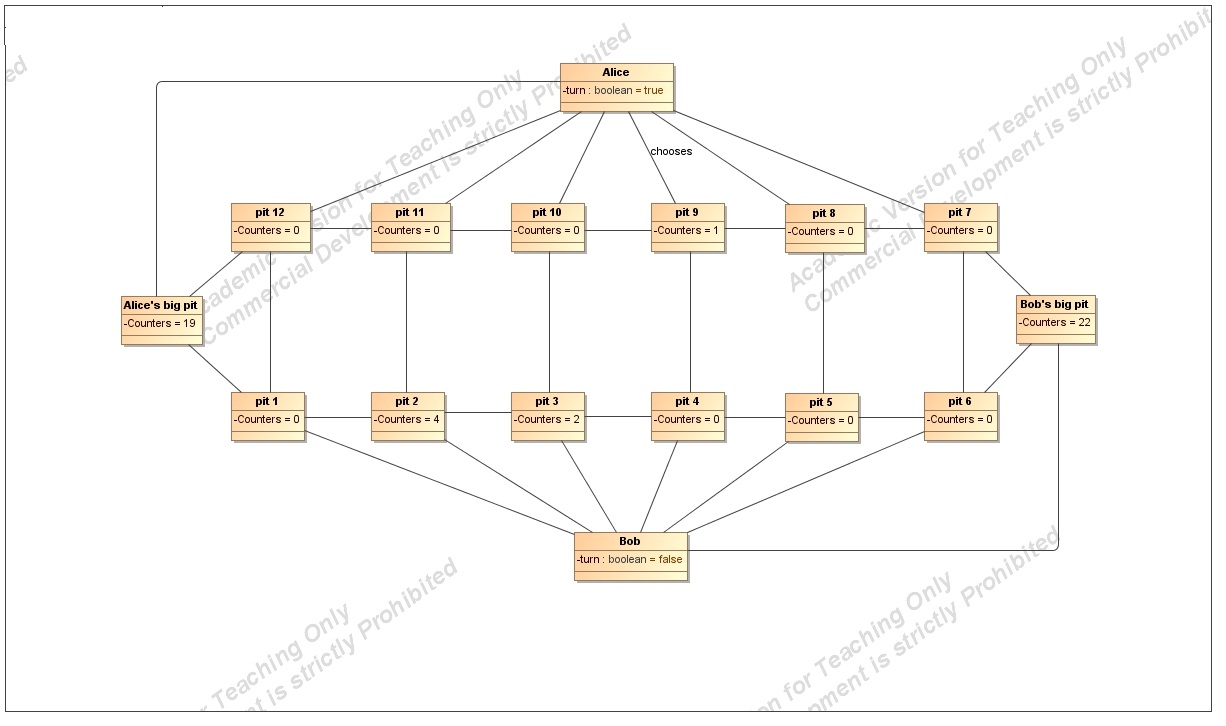 Alice
-turn : boolean = true
chooses
pit 12
-Counters = 0
pit 11
-Counters = 0
pit 10
-Counters = 0
pit 9
-Counters = 1
pit 8
-Counters = 0
pit 7
-Counters = 0
Alice's big pit
-Counters = 19
Bob's big pit
-Counters = 22
pit 1
-Counters = 0
pit 2
-Counters = 4
pit 3
-Counters = 2
pit 4
-Counters = 0
pit 5
-Counters = 0
pit 6
-Counters = 0
Bob
-turn : boolean = false
Academic Version for Teaching Only
Commercial Development is strictly Prohibited
Academic Version for Teaching Only
Commercial Development is strictly Prohibit
Teaching Only
is strictly Prohibited
for Teaching Only
is strictly Prohibited